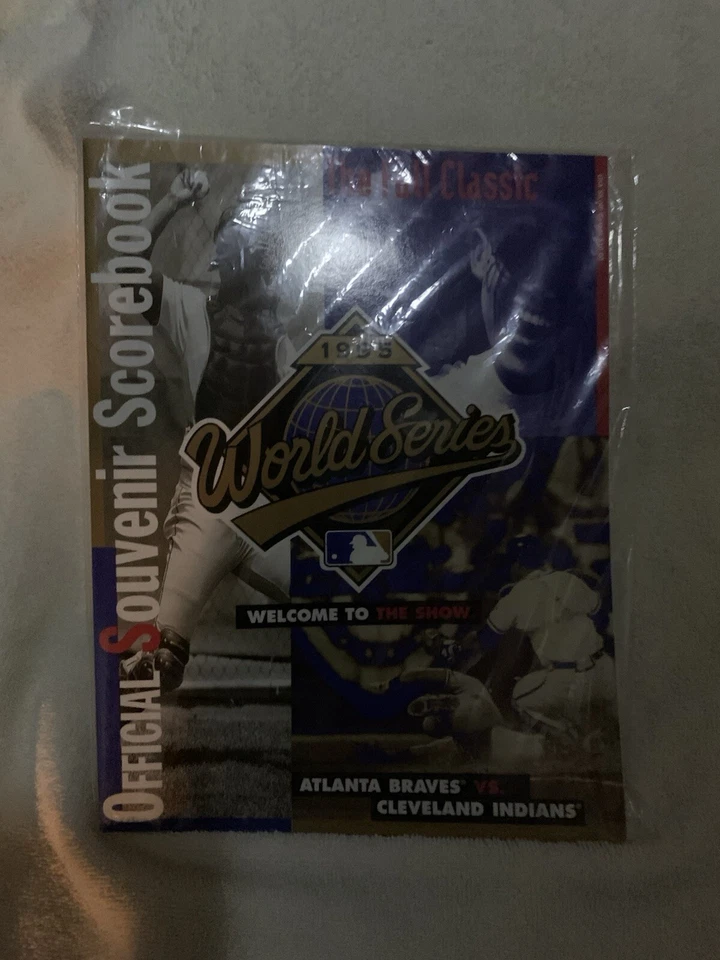 The Fall Classic
OFFICIAL Souvenir Scorebook
1995
World Series
WELCOME TO THE SHOW
ATLANTA BRAVES VS.
CLEVELAND INDIANS